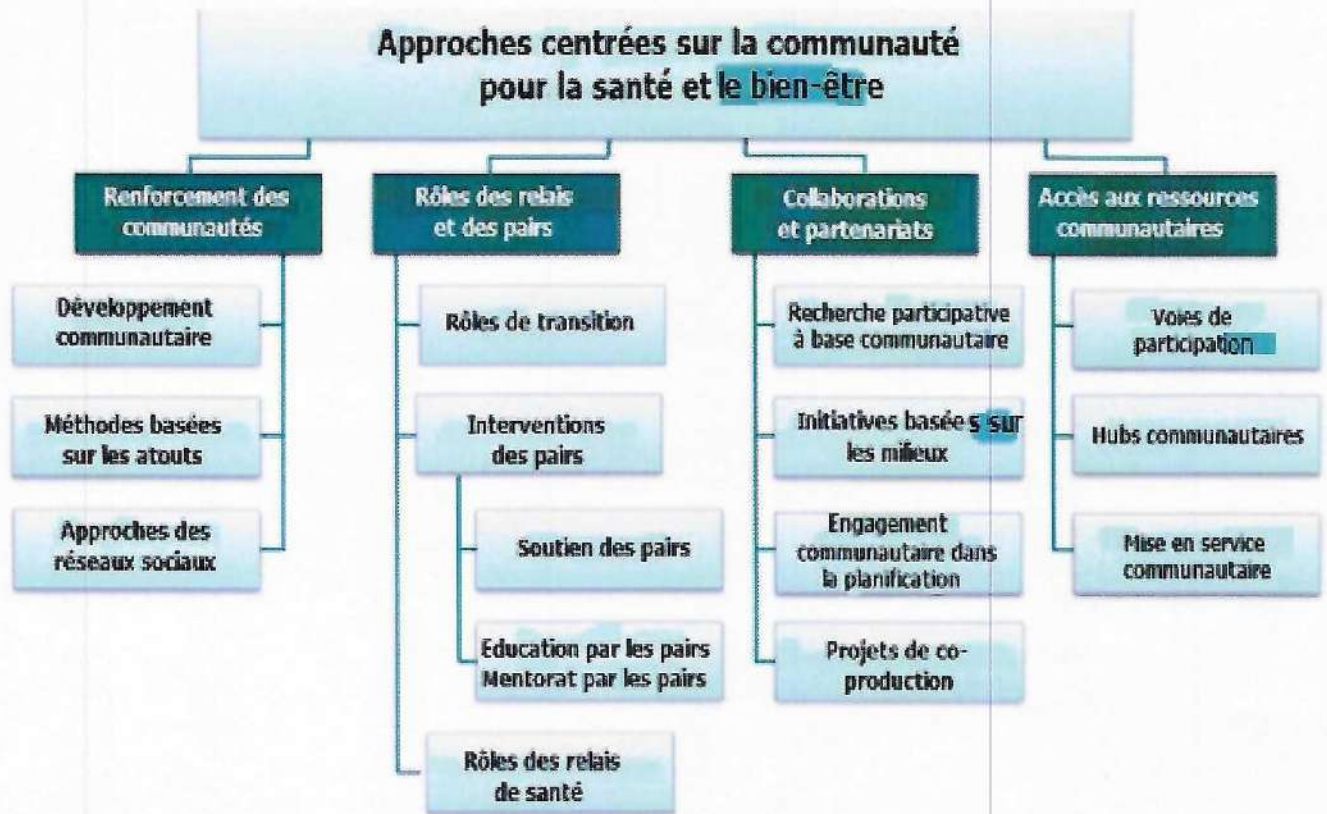 Approches centrées sur la communauté
pour la santé et le bien-être
Renforcement des
communautés
Développement
communautaire
Méthodes basées
sur les atouts
Approches des
réseaux sociaux
Rôles des relais
et des pairs
Rôles de transition
Interventions
des pairs
Soutien des pairs
Education par les pairs
Mentorat par les pairs
Rôles des relais
de santé
Collaborations
et partenariats
Recherche participative
à base communautaire
Initiatives basées sur
les milieux
Engagement
communautaire dans
la planification
Projets de co-
production
Accès aux ressources
communautaires
Voies de
participation
Hubs communautaires
Mise en service
communautaire